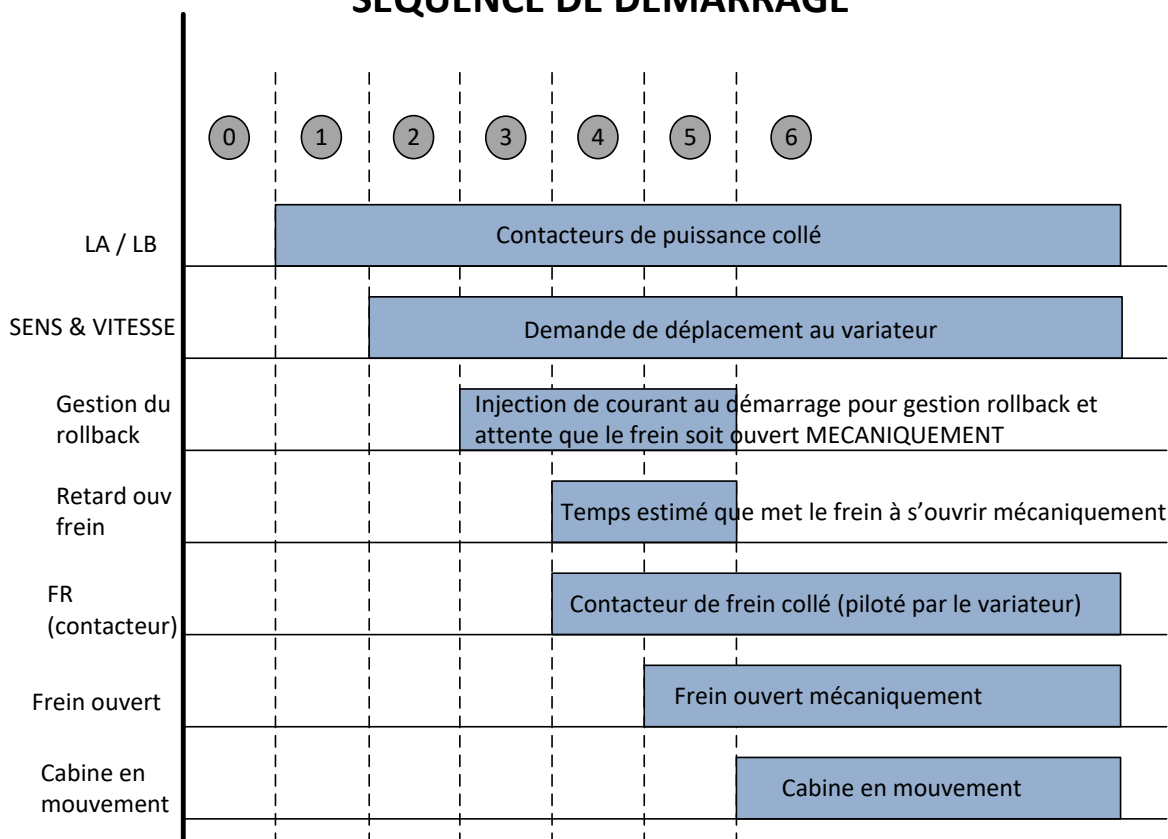 SEQUENCE DE DEMARRAGE
0 1 2 3 4 5 6
LA / LB
Contacteurs de puissance collé
SENS & VITESSE
Demande de déplacement au variateur
Gestion du
rollback
Injection de courant au démarrage pour gestion rollback et
attente que le frein soit ouvert MECANIQUEMENT
Retard ouv
frein
Temps estimé que met le frein à s’ouvrir mécaniquement
FR
(contacteur)
Contacteur de frein collé (piloté par le variateur)
Frein ouvert
Frein ouvert mécaniquement
Cabine en
mouvement
Cabine en mouvement